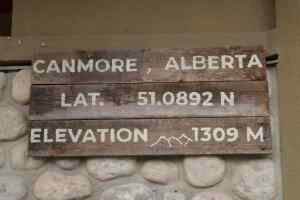 CANMORE , ALBERTA
LAT. 51.0892 N
ELEVATION 1309 M